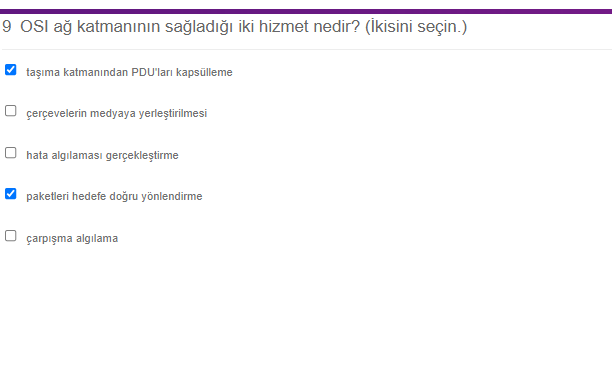 9 OSI ağ katmanının sağladığı iki hizmet nedir? (İkisini seçin.)
taşıma katmanından PDU'ları kapsülleme
çerçevelerin medyaya yerleştirilmesi
hata algılaması gerçekleştirme
paketleri hedefe doğru yönlendirme
çarpışma algılama